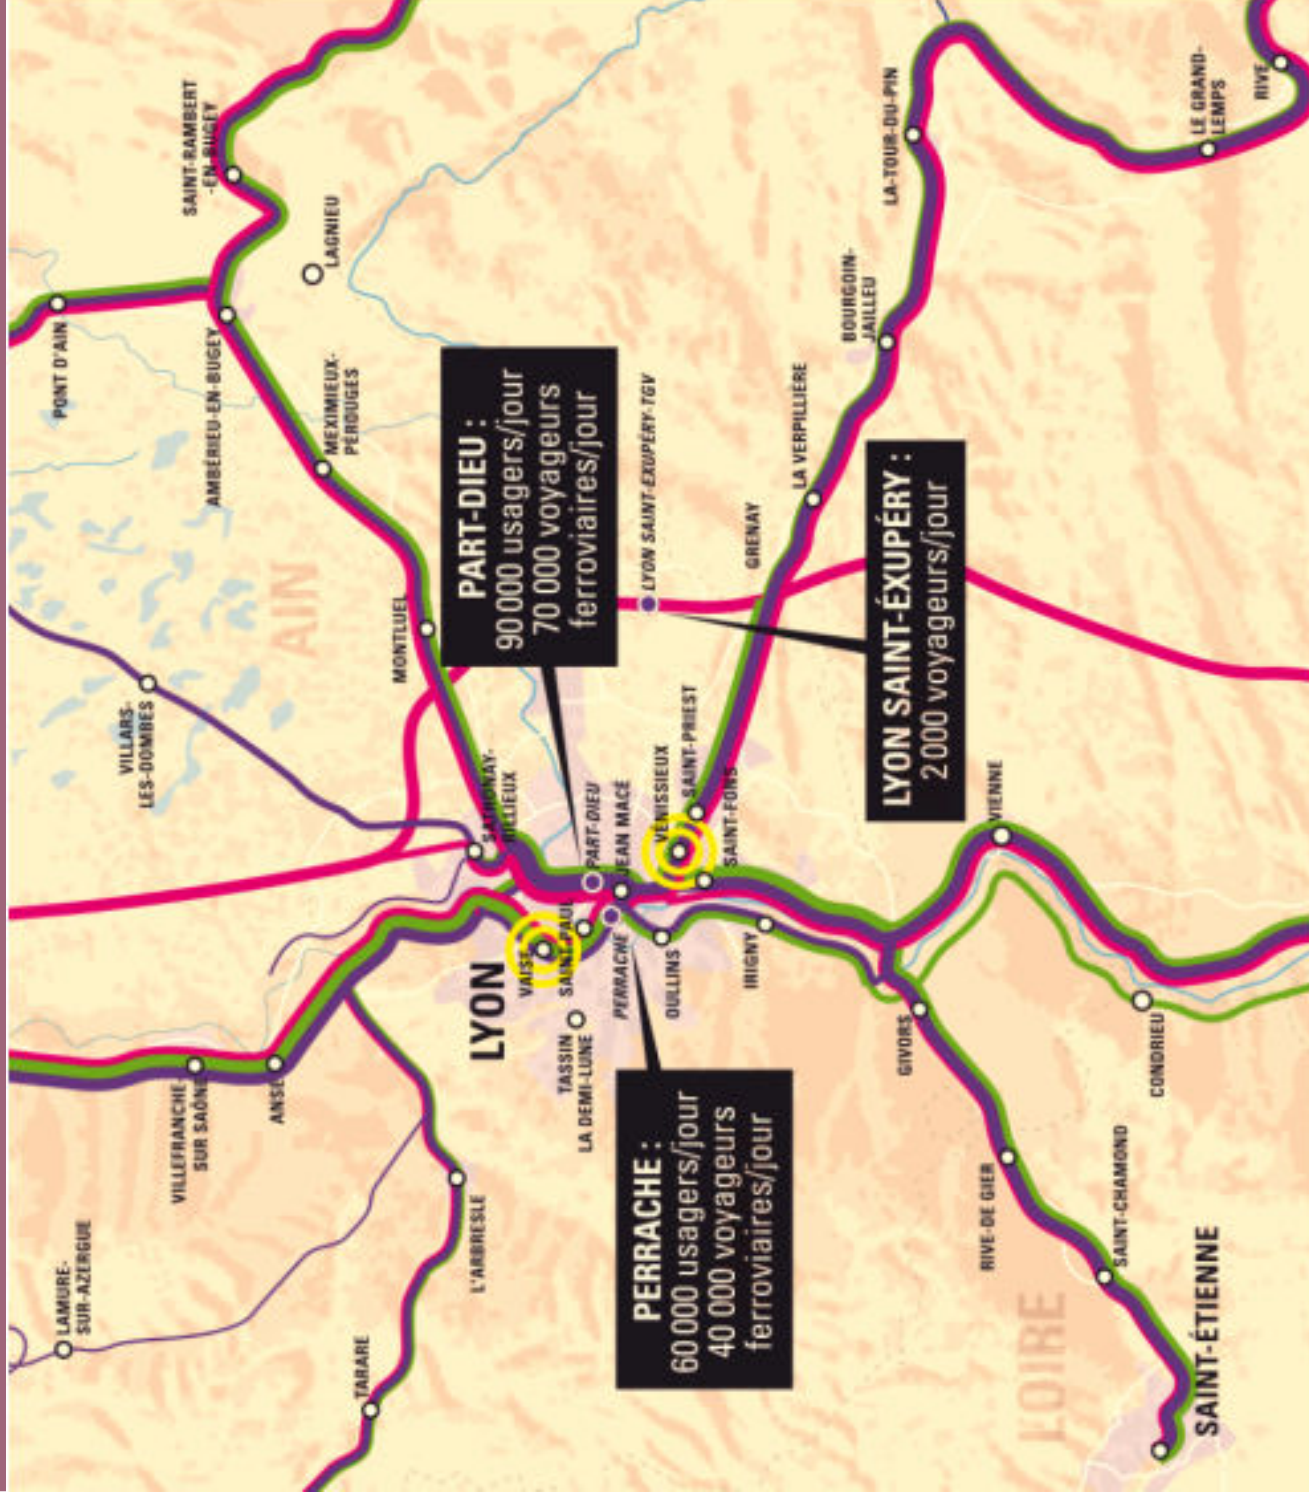 LAMURE-
SUR-AZERGUE
PONT D'AIN
VILLARS-
LES-DOMBES
VILLEFRANCHE-
SUR SAÔNE
SAINT-RAMBERT
-EN-BUGEY
AMBÉRIEU-EN-BUGEY
ANSE
AIN
LAGNIEU
MEXIMIEUX-
PÉROUGES
TARARE
MONTLUEL
PART-DIEU :
90 000 usagers/jour
70 000 voyageurs
ferroviaires/jour
L'ARBRESLE
LYON
SATHONAY-
RILLIEUX
VAISE
SAINT-PAUL
TASSIN
LA DEMI-LUNE
PART-DIEU
JEAN MACÉ
PERRACHE
LYON SAINT-EXUPÉRY-TGV
PERRACHE :
60 000 usagers/jour
40 000 voyageurs
ferroviaires/jour
OULLINS
VÉNISSIEUX
SAINT-PRIEST
SAINT-FONS
IRIGNY
GRENAY
LA VERPILLIÈRE
BOURGOIN-
JAILLEU
LA-TOUR-DU-PIN
LYON SAINT-ÉXUPÉRY :
2 000 voyageurs/jour
GIVORS
VIENNE
RIVE-DE GIER
LOIRE
SAINT-CHAMOND
CONDRIEU
LE GRAND-
LEMPS
SAINT-ÉTIENNE
RIVE